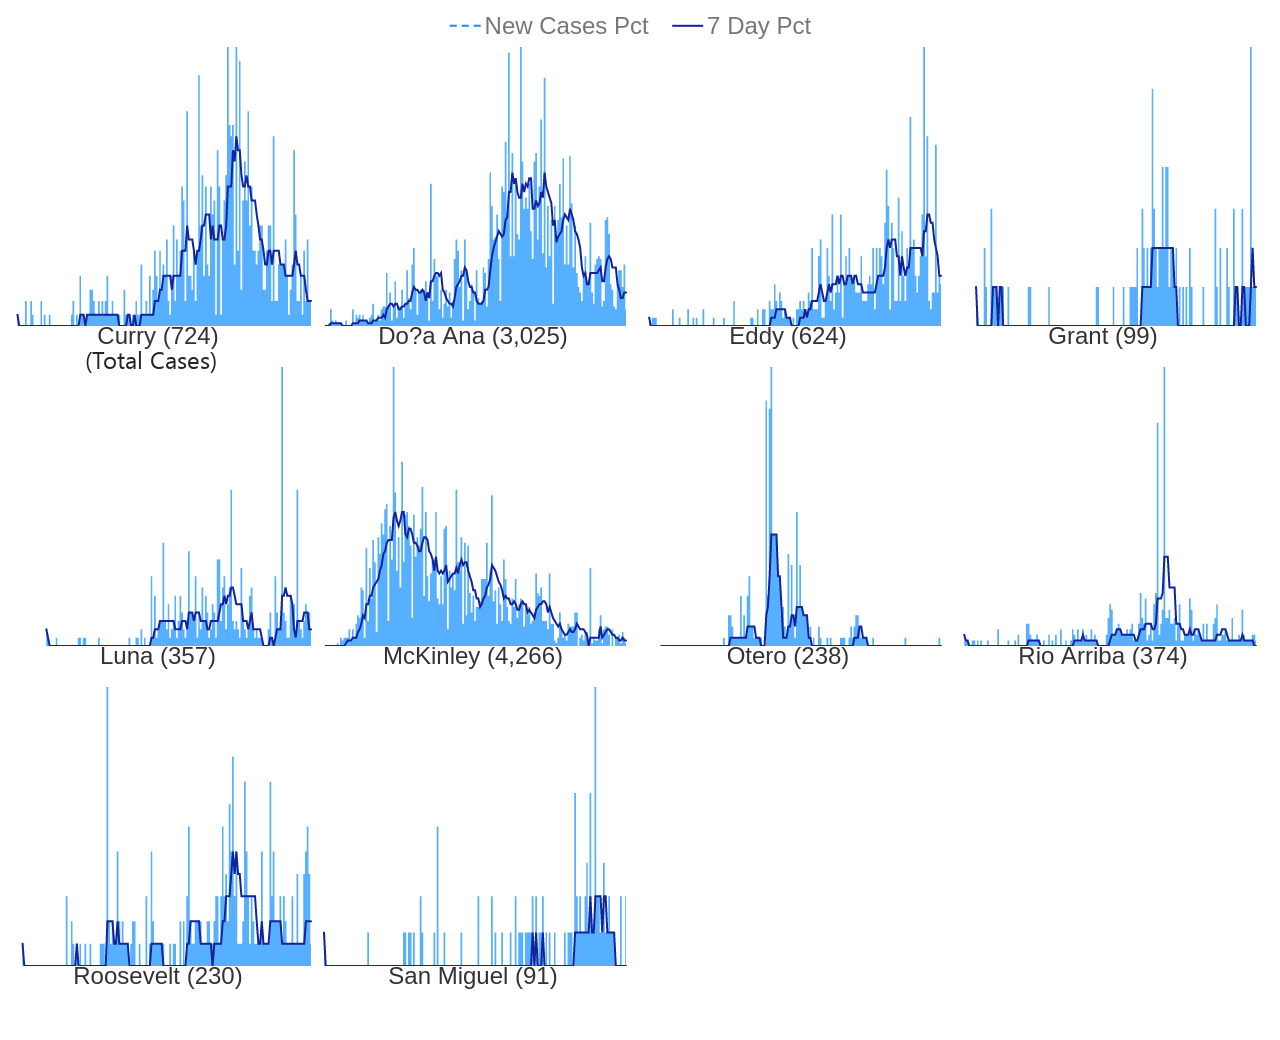 New Cases Pct 7 Day Pct
Curry (724)
(Total Cases)
Do?a Ana (3,025)
Eddy (624)
Grant (99)
Luna (357)
McKinley (4,266)
Otero (238)
Rio Arriba (374)
Roosevelt (230)
San Miguel (91)